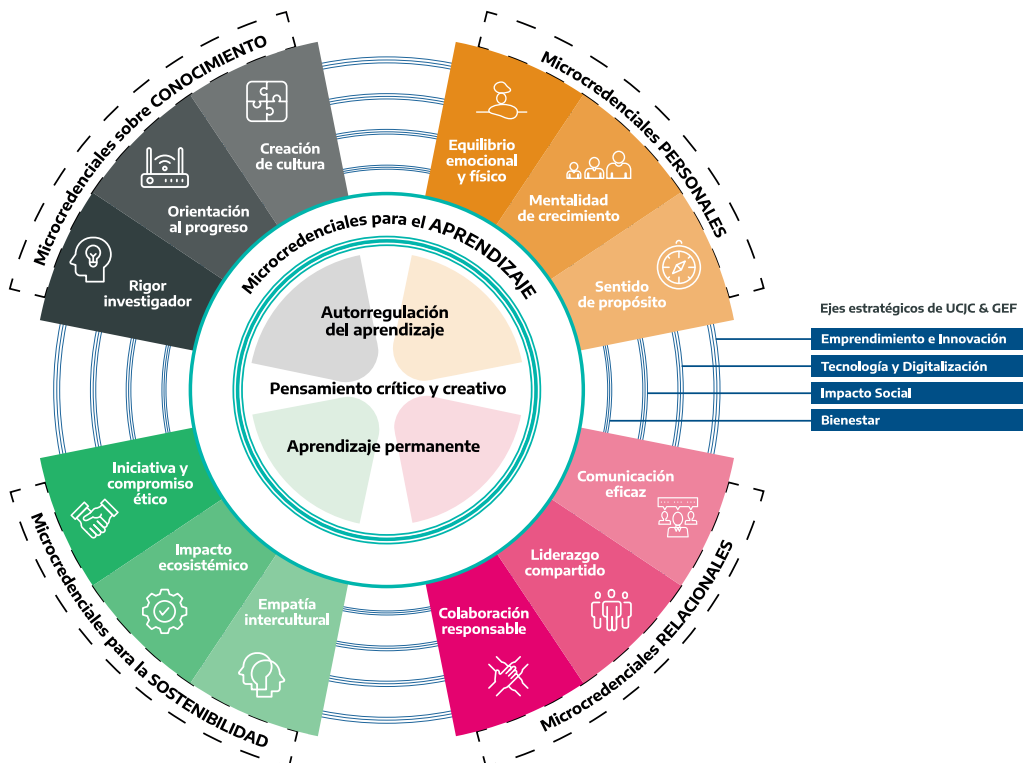 Microcredenciales sobre CONOCIMIENTO
Creación
de cultura
Orientación
al progreso
Rigor
investigador
Microcredenciales PERSONALES
Equilibrio
emocional
y físico
Mentalidad
de crecimiento
Sentido
de propósito
Microcredenciales para el APRENDIZAJE
Autorregulación
del aprendizaje
Pensamiento crítico y creativo
Aprendizaje permanente
Ejes estratégicos de UCJC & GEF
Emprendimiento e Innovación
Tecnología y Digitalización
Impacto Social
Bienestar
Iniciativa y
compromiso
ético
Impacto
ecosistémico
Empatía
intercultural
Microcredenciales para la SOSTENIBILIDAD
Comunicación
eficaz
Liderazgo
compartido
Colaboración
responsable
Microcredenciales RELACIONALES